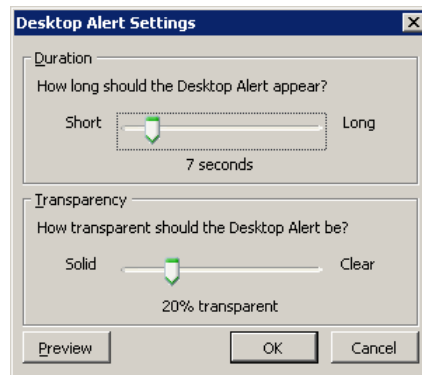 Desktop Alert Settings
Duration
How long should the Desktop Alert appear?
Short Long
7 seconds
Transparency
How transparent should the Desktop Alert be?
Solid Clear
20% transparent
Preview OK Cancel